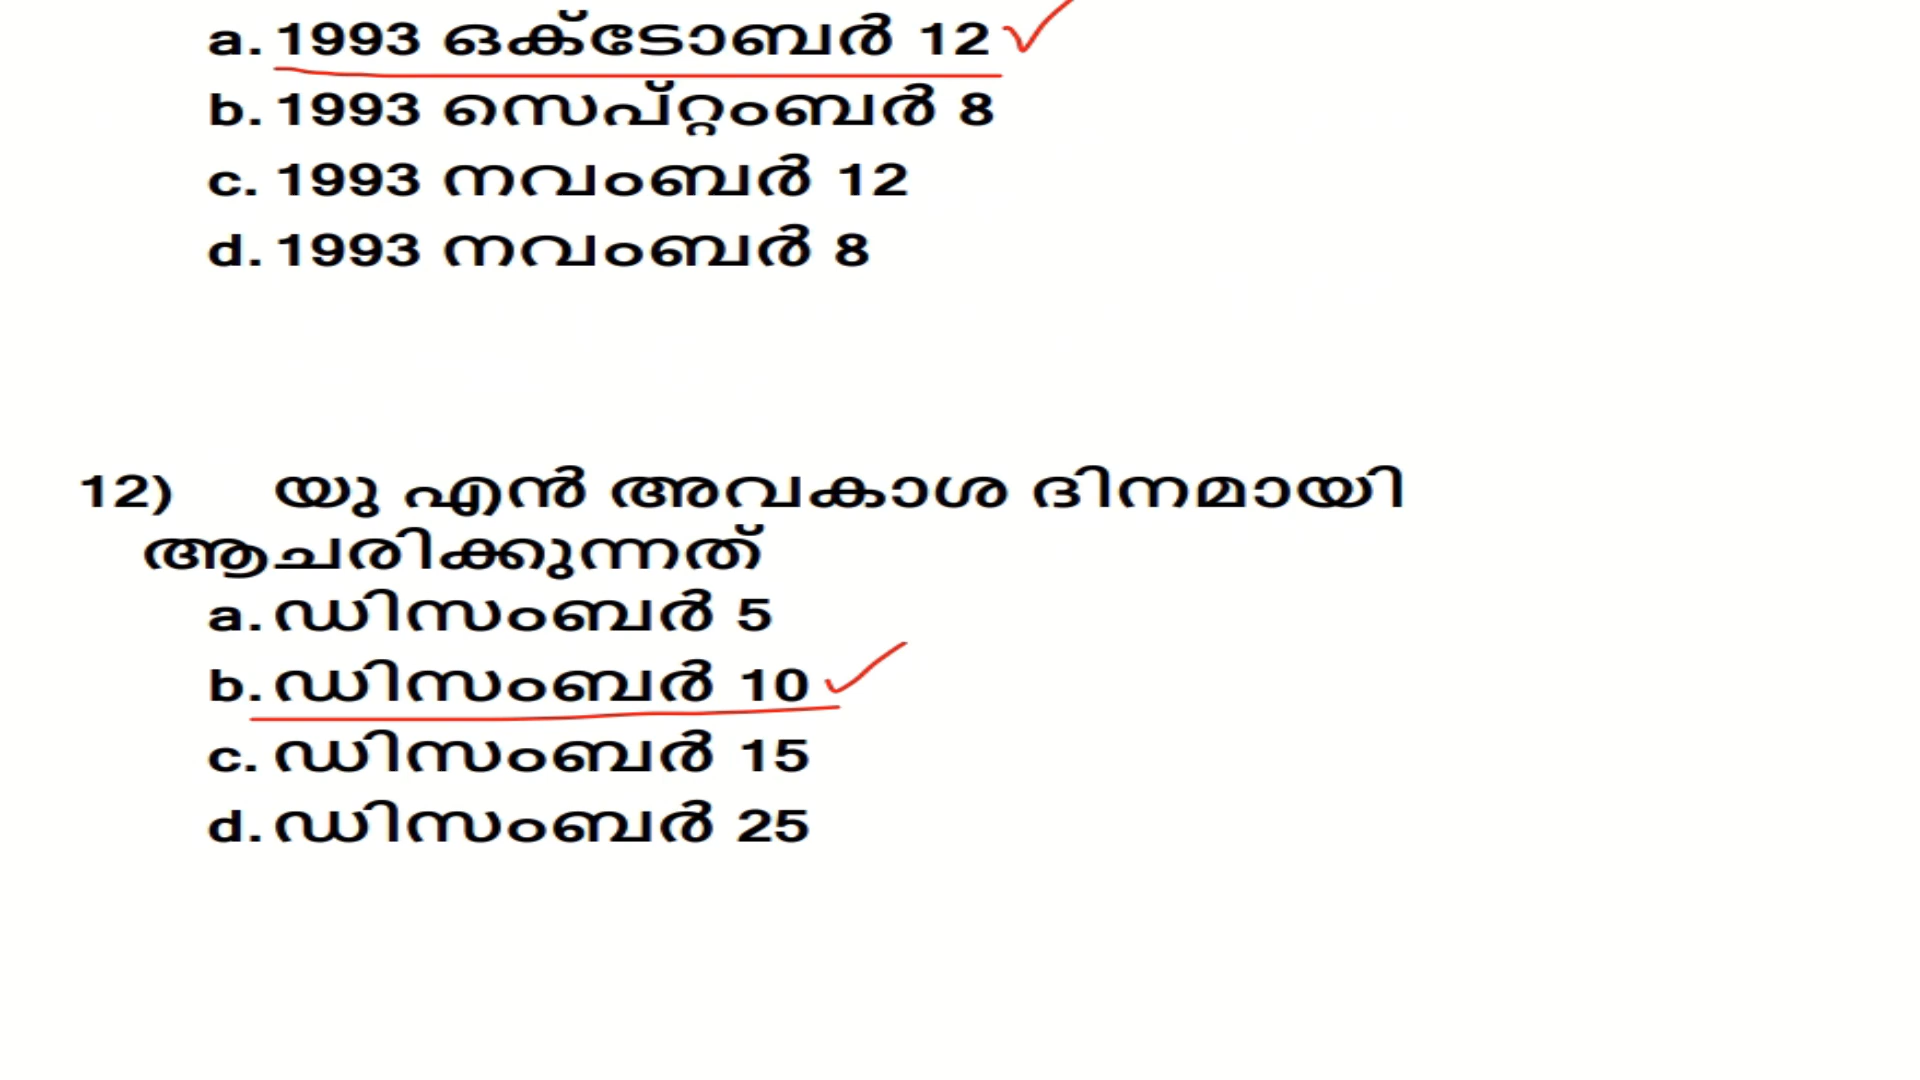 a. 1993 ഒക്ടോബർ 12
b. 1993 സെപ്റ്റംബർ 8
c. 1993 നവംബർ 12
d. 1993 നവംബർ 8
12) യു എൻ അവകാശ ദിനമായി
ആചരിക്കുന്നത്
a. ഡിസംബർ 5
b. ഡിസംബർ 10
c. ഡിസംബർ 15
d. ഡിസംബർ 25